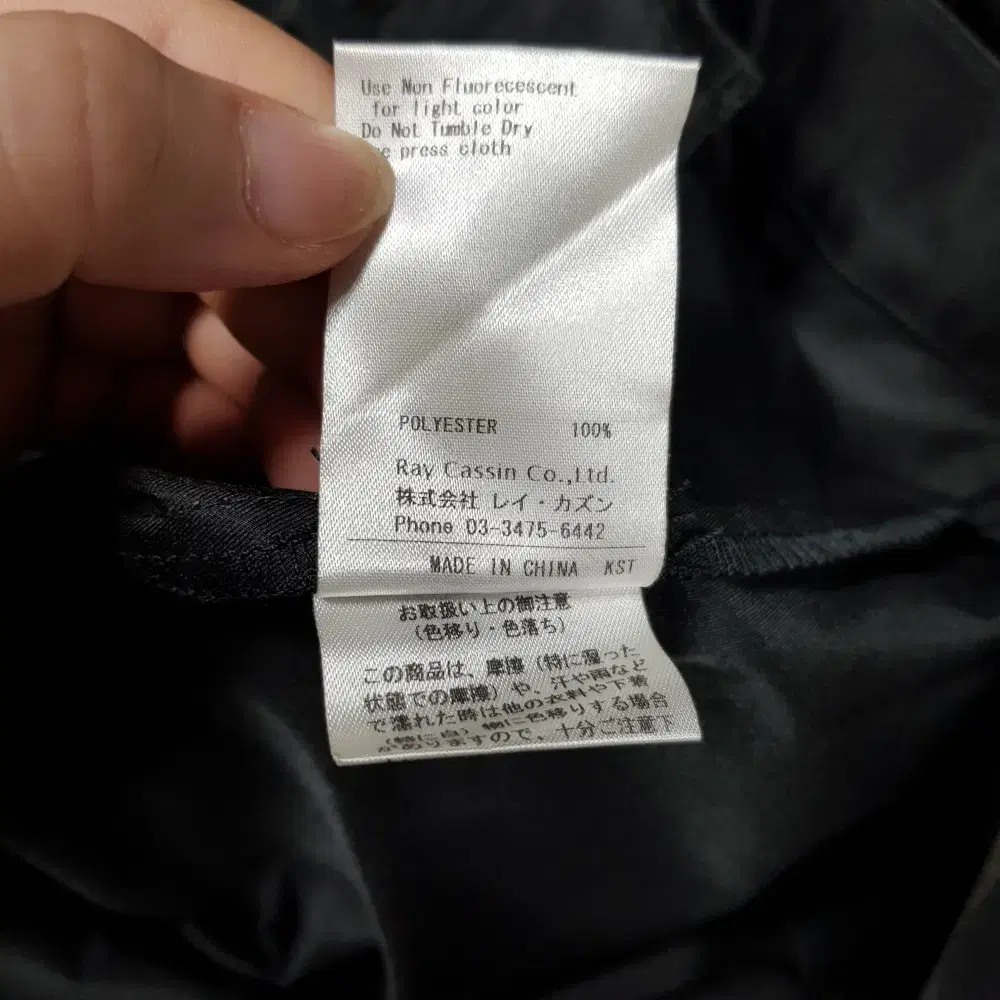 Use Non Fluorecescent
for light color
Do Not Tumble Dry
press cloth
POLYESTER 100%
Ray Cassin Co.,Ltd.
株式会社 レイ・カズン
Phone 03-3475-6442
MADE IN CHINA KST
お取扱い上の御注意
(色移り・色落ち)
この商品は、摩擦(特に湿った
状態での摩擦)や、汗や雨など
で濡れた時は他の衣料や下着
(特に白)物に色移りする場合
がありますので、十分ご注意下